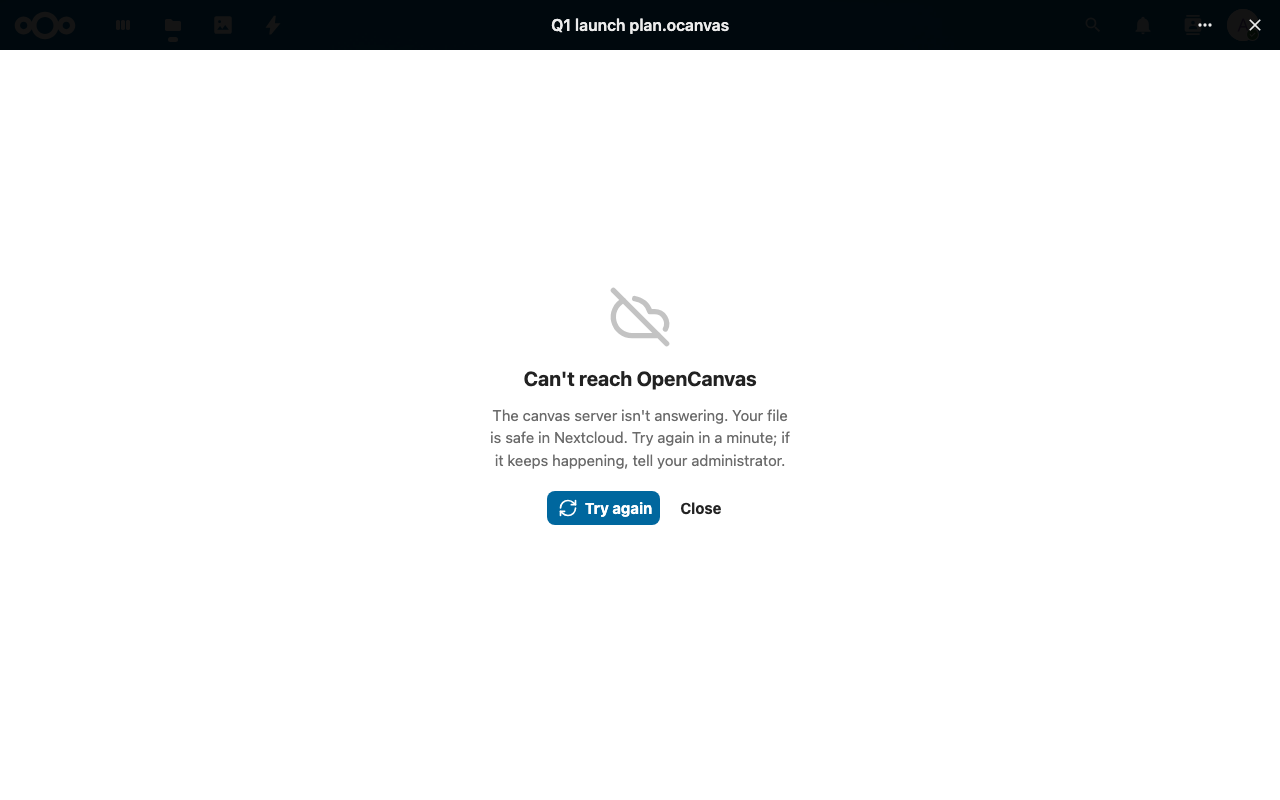 Q1 launch plan.ocanvas
Can't reach OpenCanvas
The canvas server isn't answering. Your file
is safe in Nextcloud. Try again in a minute; if
it keeps happening, tell your administrator.
Try again
Close